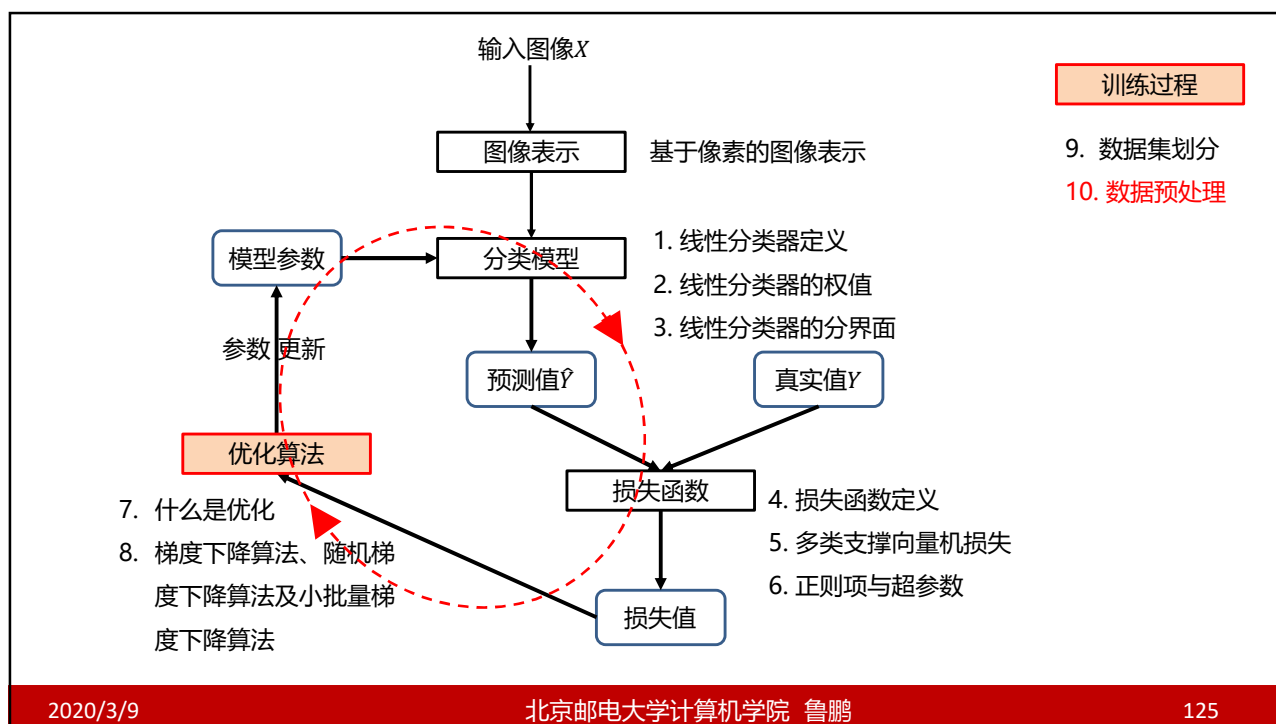 输入图像X
训练过程
图像表示
基于像素的图像表示
9. 数据集划分
10. 数据预处理
模型参数
分类模型
1. 线性分类器定义
2. 线性分类器的权值
3. 线性分类器的分界面
参数 更新
预测值Ŷ
真实值Y
优化算法
损失函数
4. 损失函数定义
5. 多类支撑向量机损失
6. 正则项与超参数
7. 什么是优化
8. 梯度下降算法、随机梯
度下降算法及小批量梯
度下降算法
损失值
2020/3/9
北京邮电大学计算机学院 鲁鹏
125